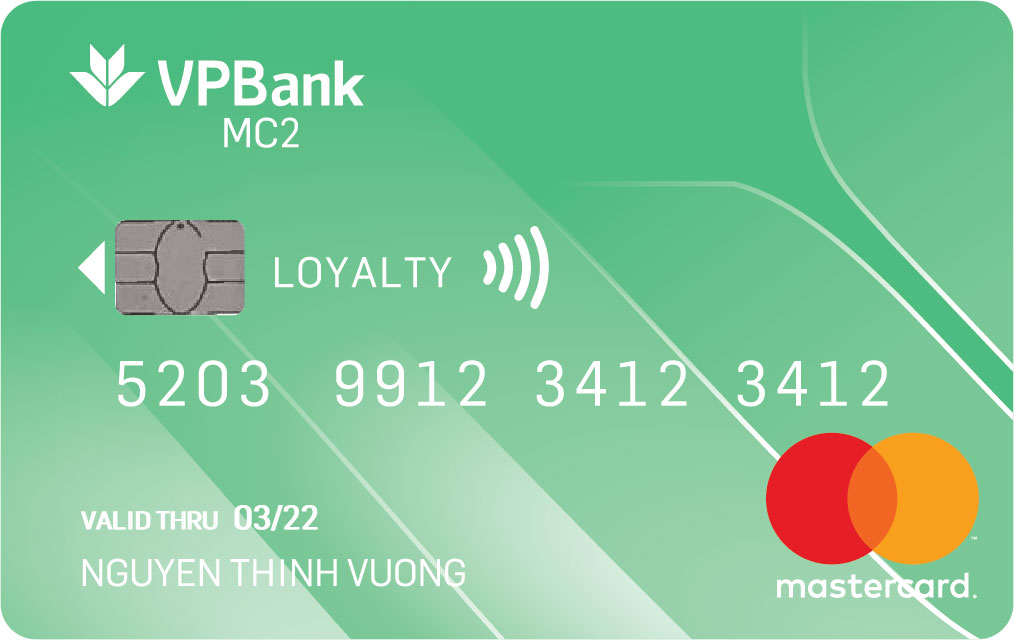 VPBank
MC2
LOYALTY
5203 9912 3412 3412
VALID THRU 03/22
NGUYEN THINH VUONG
mastercard.